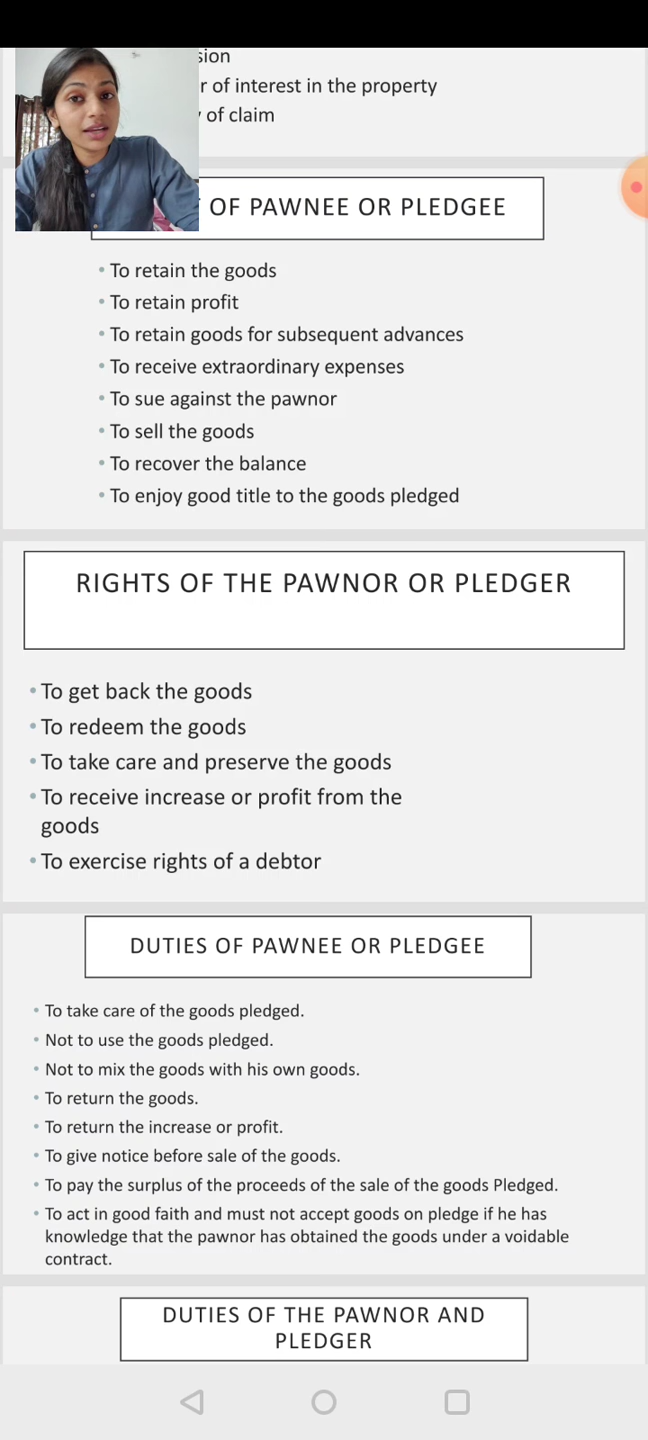 sion
r of interest in the property
of claim
OF PAWNEE OR PLEDGEE
• To retain the goods
• To retain profit
• To retain goods for subsequent advances
• To receive extraordinary expenses
• To sue against the pawnor
• To sell the goods
• To recover the balance
• To enjoy good title to the goods pledged
RIGHTS OF THE PAWNOR OR PLEDGER
• To get back the goods
• To redeem the goods
• To take care and preserve the goods
• To receive increase or profit from the
goods
• To exercise rights of a debtor
DUTIES OF PAWNEE OR PLEDGEE
• To take care of the goods pledged.
• Not to use the goods pledged.
• Not to mix the goods with his own goods.
• To return the goods.
• To return the increase or profit.
• To give notice before sale of the goods.
• To pay the surplus of the proceeds of the sale of the goods Pledged.
• To act in good faith and must not accept goods on pledge if he has
knowledge that the pawnor has obtained the goods under a voidable
contract.
DUTIES OF THE PAWNOR AND
PLEDGER